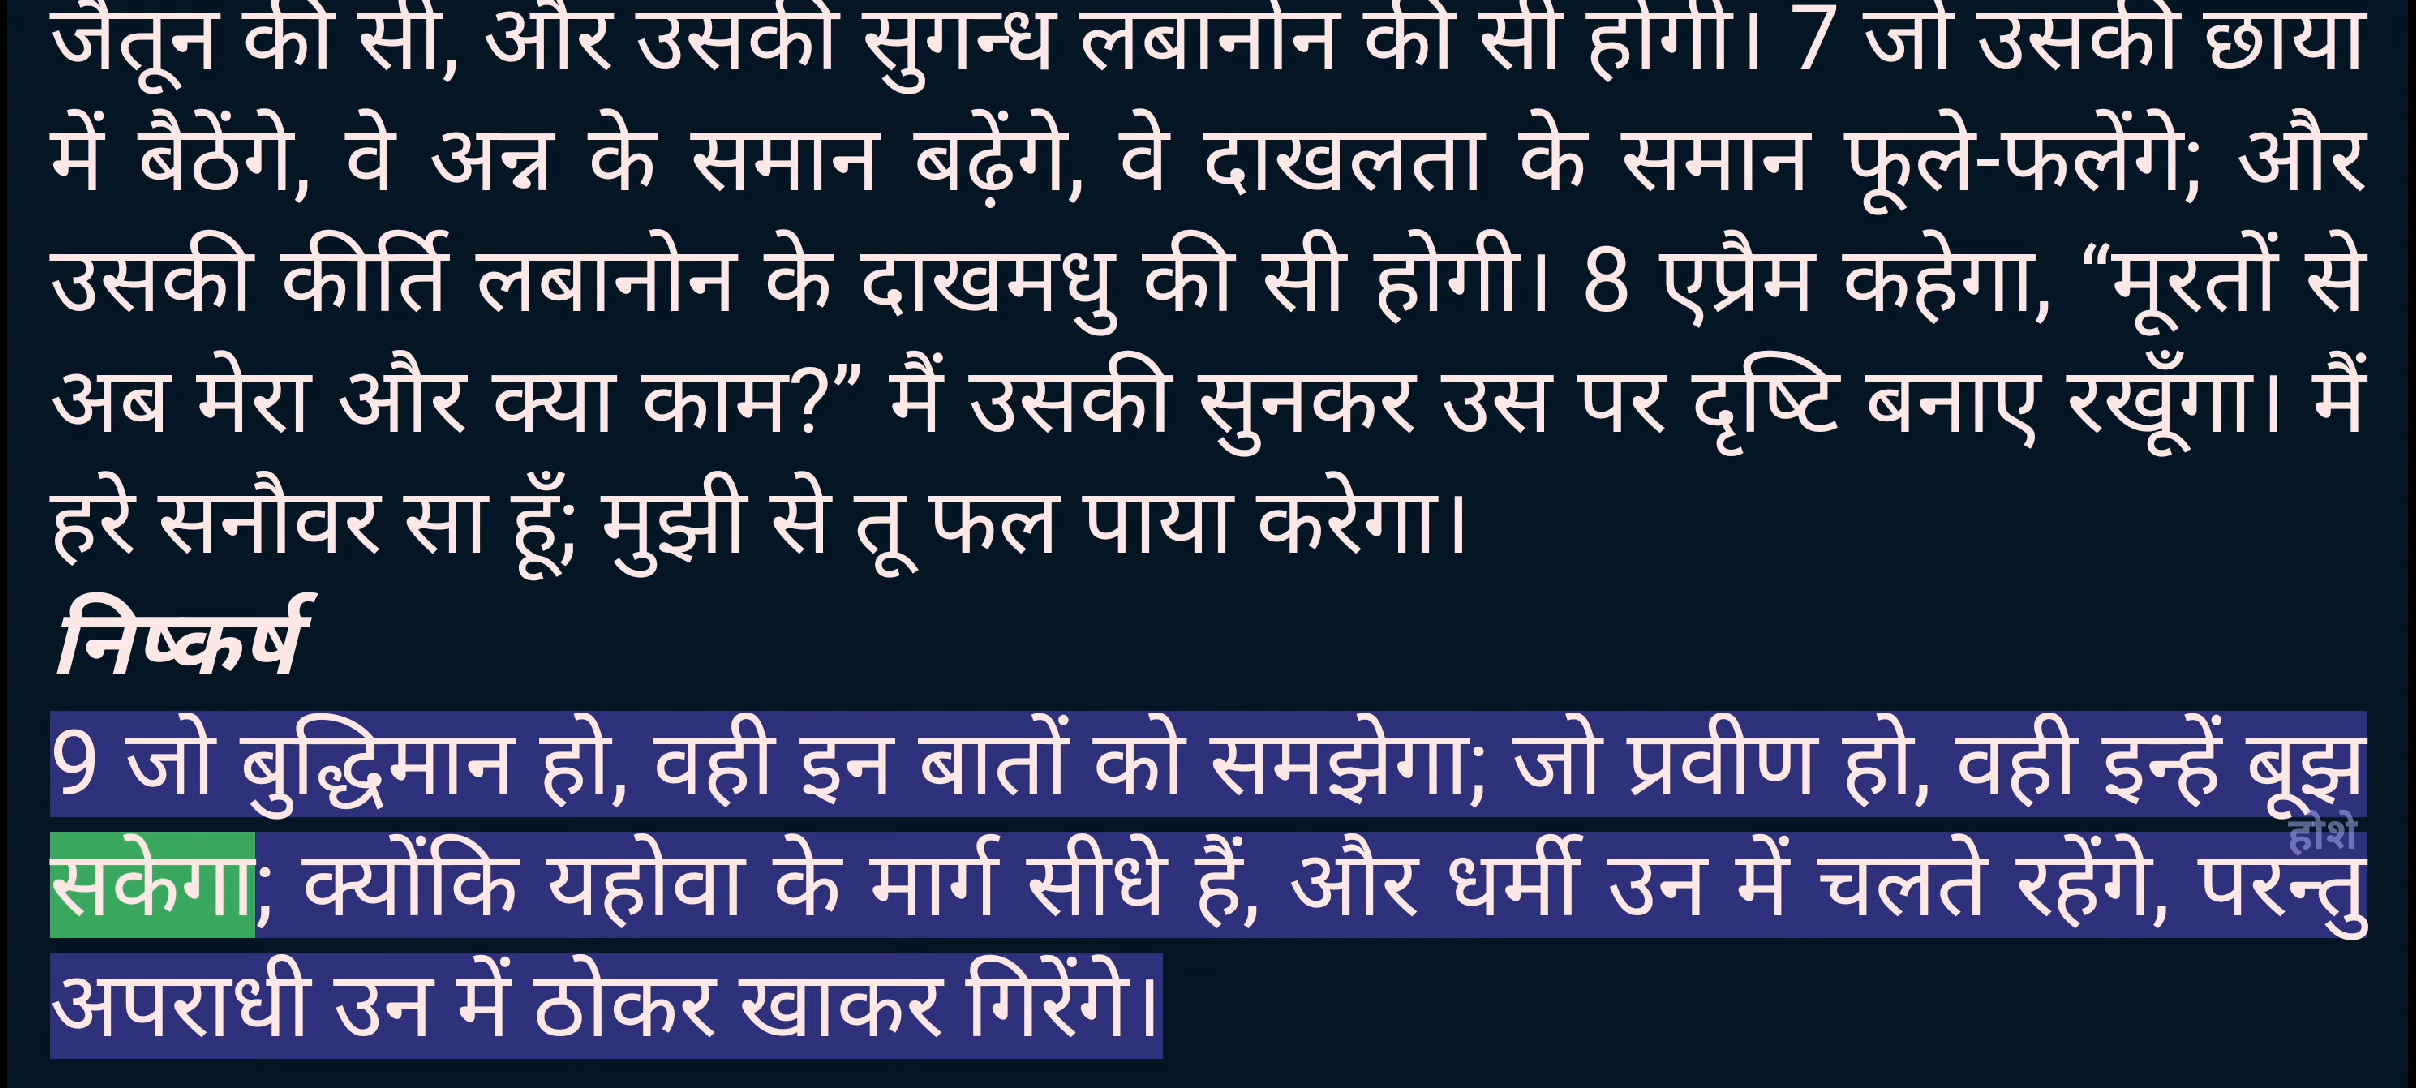 जैतून की सी, और उसकी सुगन्ध लबानोन की सी होगी। 7 जो उसकी छाया
में बैठेंगे, वे अन्न के समान बढ़ेंगे, वे दाखलता के समान फूले-फलेंगे; और
उसकी कीर्ति लबानोन के दाखमधु की सी होगी। 8 एप्रैम कहेगा, “मूरतों से
अब मेरा और क्या काम?” मैं उसकी सुनकर उस पर दृष्टि बनाए रखूँगा। मैं
हरे सनौवर सा हूँ; मुझी से तू फल पाया करेगा।
निष्कर्ष
9 जो बुद्धिमान हो, वही इन बातों को समझेगा; जो प्रवीण हो, वही इन्हें बूझ
होशे
सकेगा; क्योंकि यहोवा के मार्ग सीधे हैं, और धर्मी उन में चलते रहेंगे, परन्तु
अपराधी उन में ठोकर खाकर गिरेंगे।